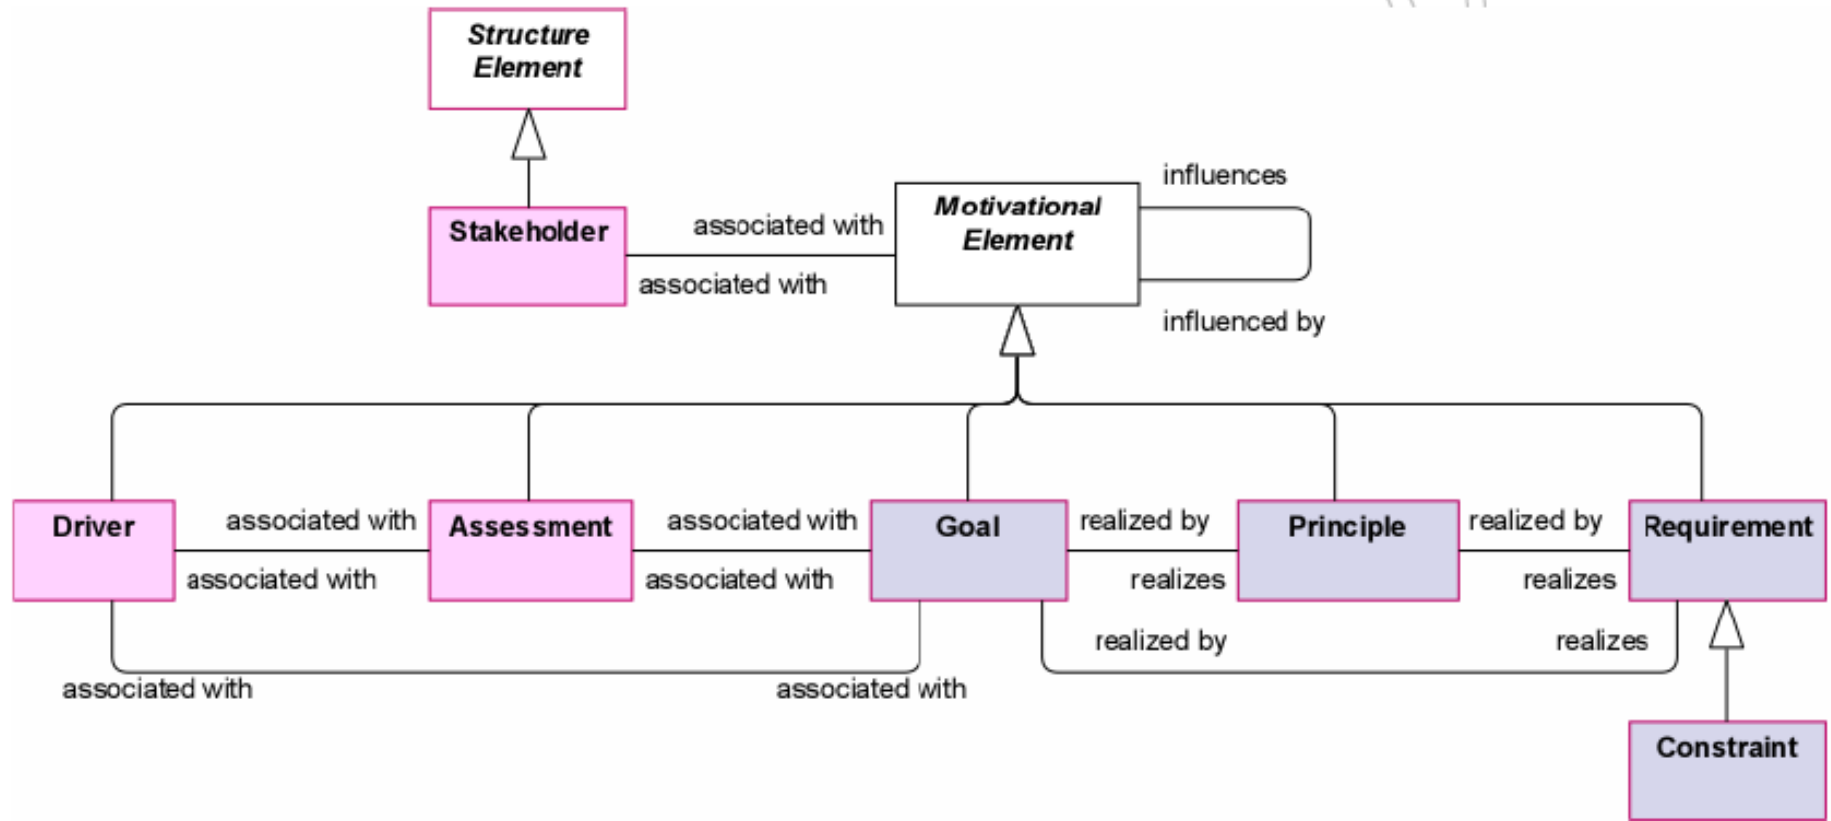 Structure
Element
Stakeholder
associated with
associated with
Motivational
Element
influences
influenced by
Driver
associated with
associated with
Assessment
associated with
associated with
Goal
realized by
realizes
Principle
realized by
realizes
Requirement
associated with
associated with
realized by
realizes
Constraint